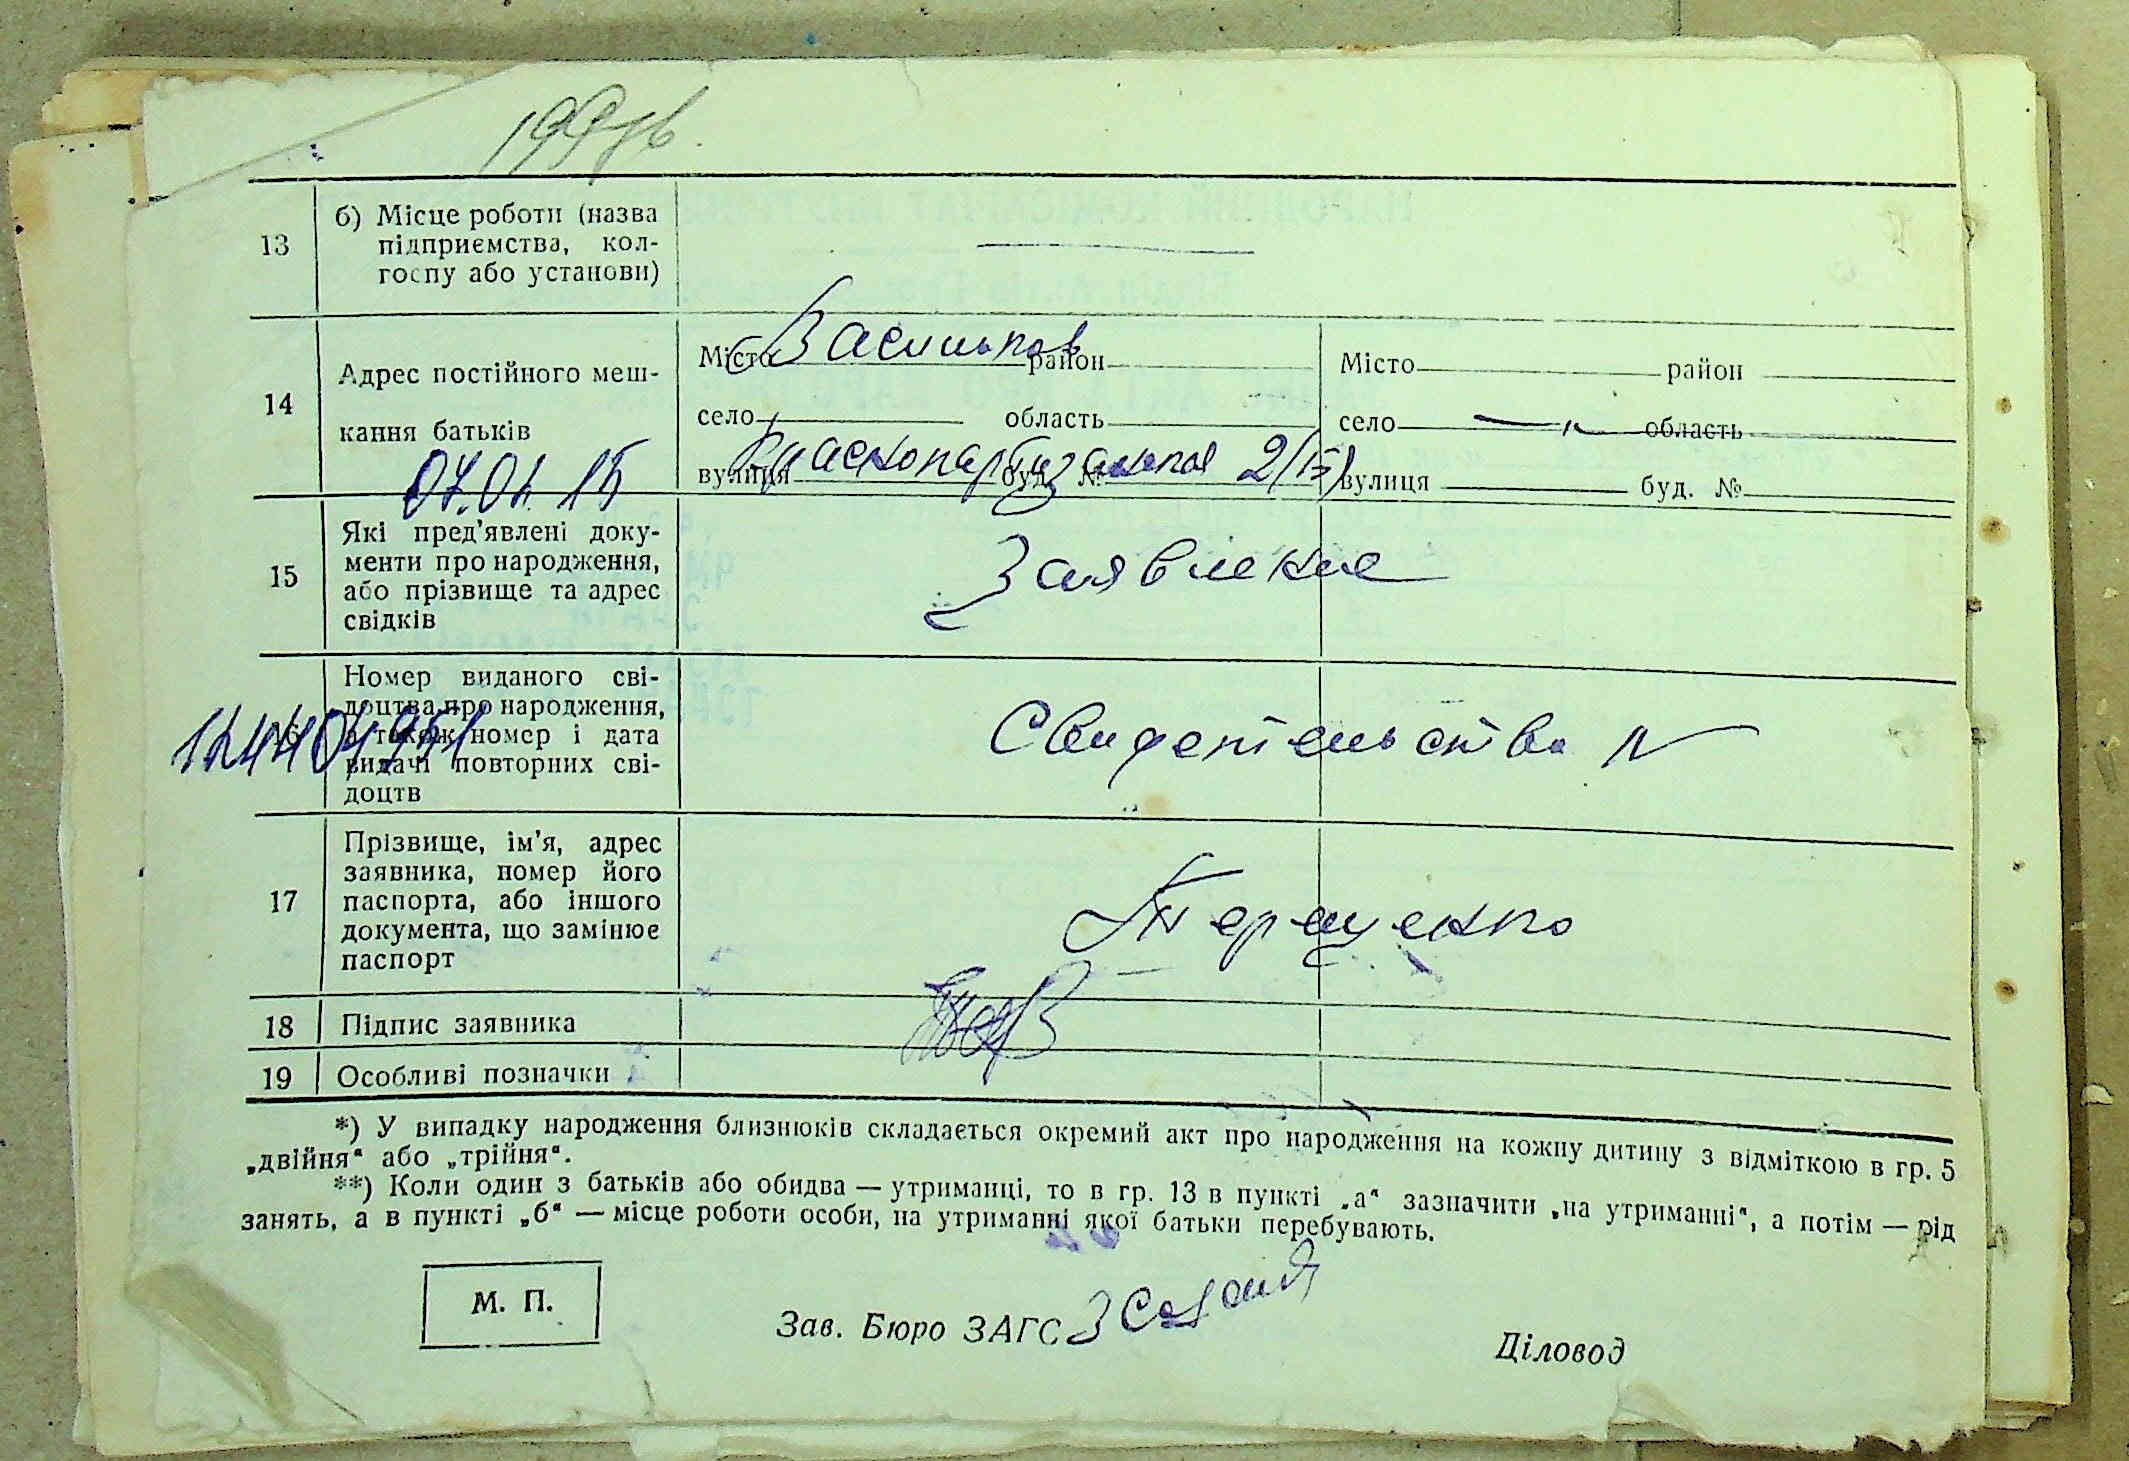 13
б) Місце роботи (назва
підприємства, кол-
госпу або установи)
14
Адрес постійного меш-
кання батьків
07.01.15
Місто Васильков район
село область
вулиця Краснопартизанская буд. № 2/15
Місто район
село — " — область
вулиця буд. №
15
Які пред'явлені доку-
менти про народження,
або прізвище та адрес
свідків
Заявление
Номер виданого сві-
доцтва про народження,
а також номер і дата
видачі повторних сві-
доцтв
Свидетельство №
17
Прізвище, ім'я, адрес
заявника, номер його
паспорта, або іншого
документа, що замінює
паспорт
Терещенко
18
Підпис заявника
19
Особливі позначки
*) У випадку народження близнюків складається окремий акт про народження на кожну дитину з відміткою в гр. 5
„двійня" або „трійня".
**) Коли один з батьків або обидва — утриманці, то в гр. 13 в пункті „а" зазначити „на утриманні", а потім — рід
занять, а в пункті „б" — місце роботи особи, на утриманні якої батьки перебувають.
М. П.
Зав. Бюро ЗАГС
Діловод